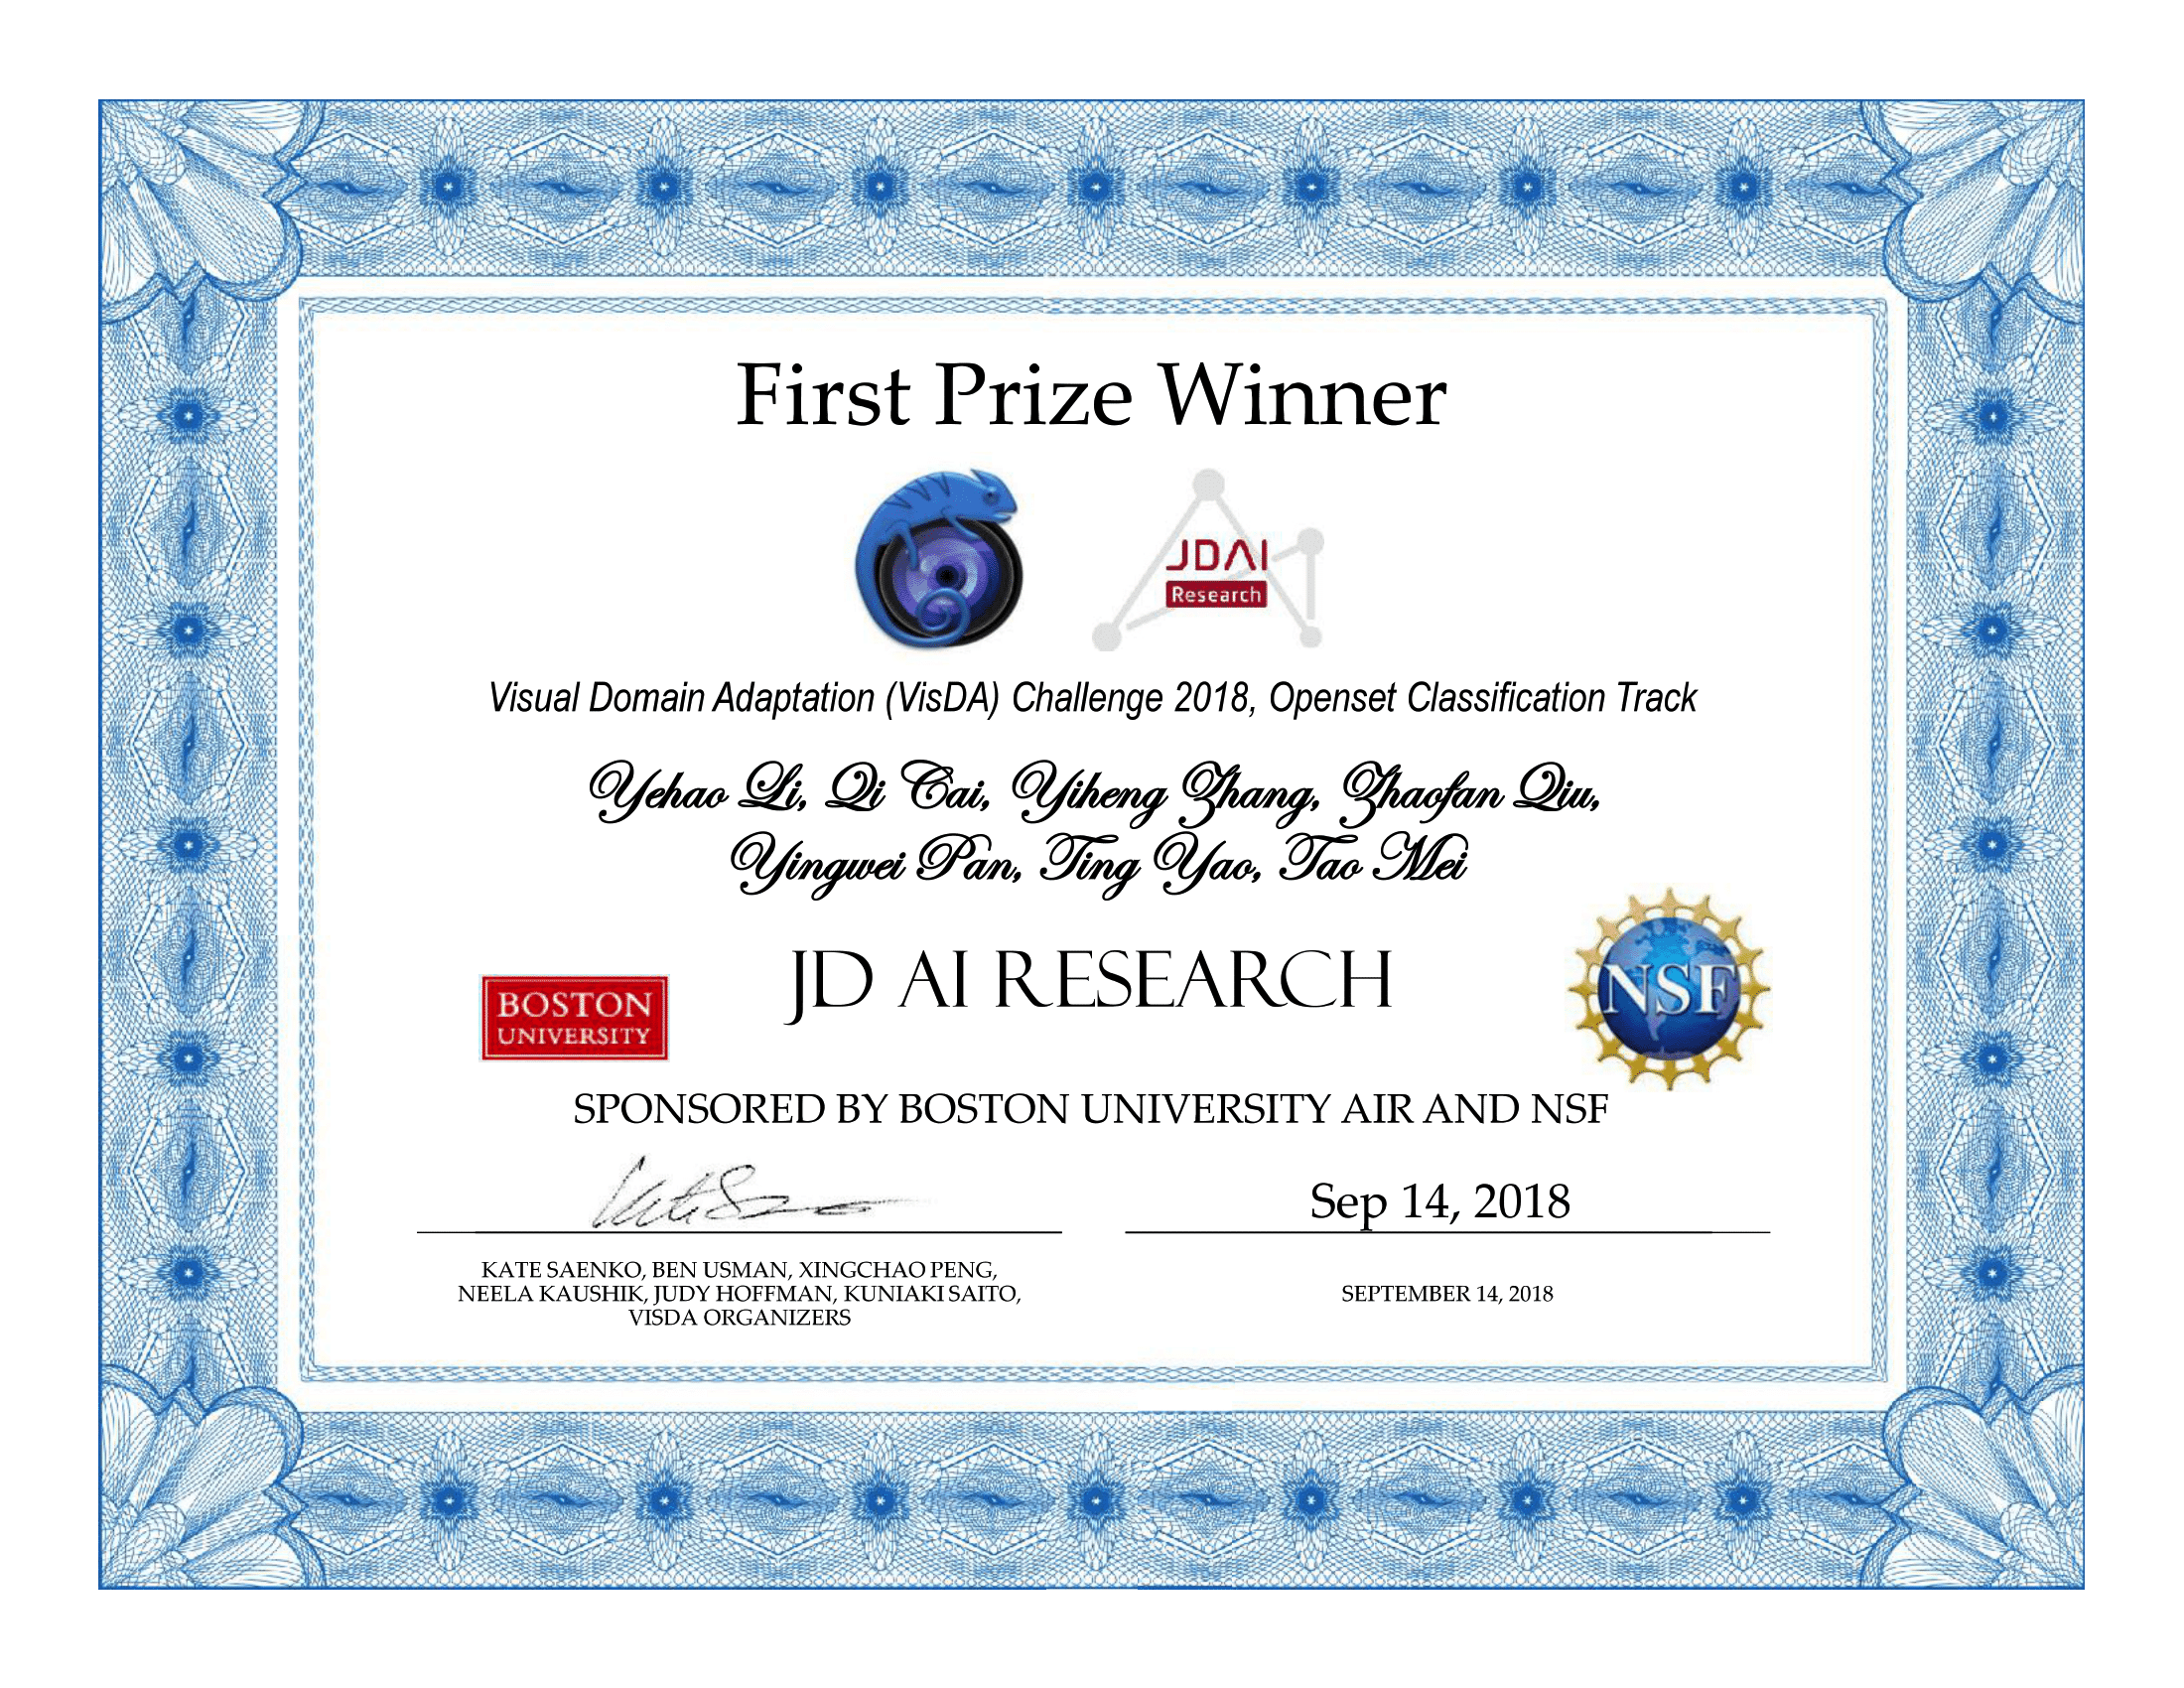 First Prize Winner
JDAI
Research
Visual Domain Adaptation (VisDA) Challenge 2018, Openset Classification Track
Yehao Li, Qi Cai, Yiheng Zhang, Zhaofan Qiu,
Yingwei Pan, Ting Yao, Tao Mei
JD AI RESEARCH
BOSTON
UNIVERSITY
NSF
SPONSORED BY BOSTON UNIVERSITY AIR AND NSF
Sep 14, 2018
KATE SAENKO, BEN USMAN, XINGCHAO PENG,
NEELA KAUSHIK, JUDY HOFFMAN, KUNIAKI SAITO,
VISDA ORGANIZERS
SEPTEMBER 14, 2018